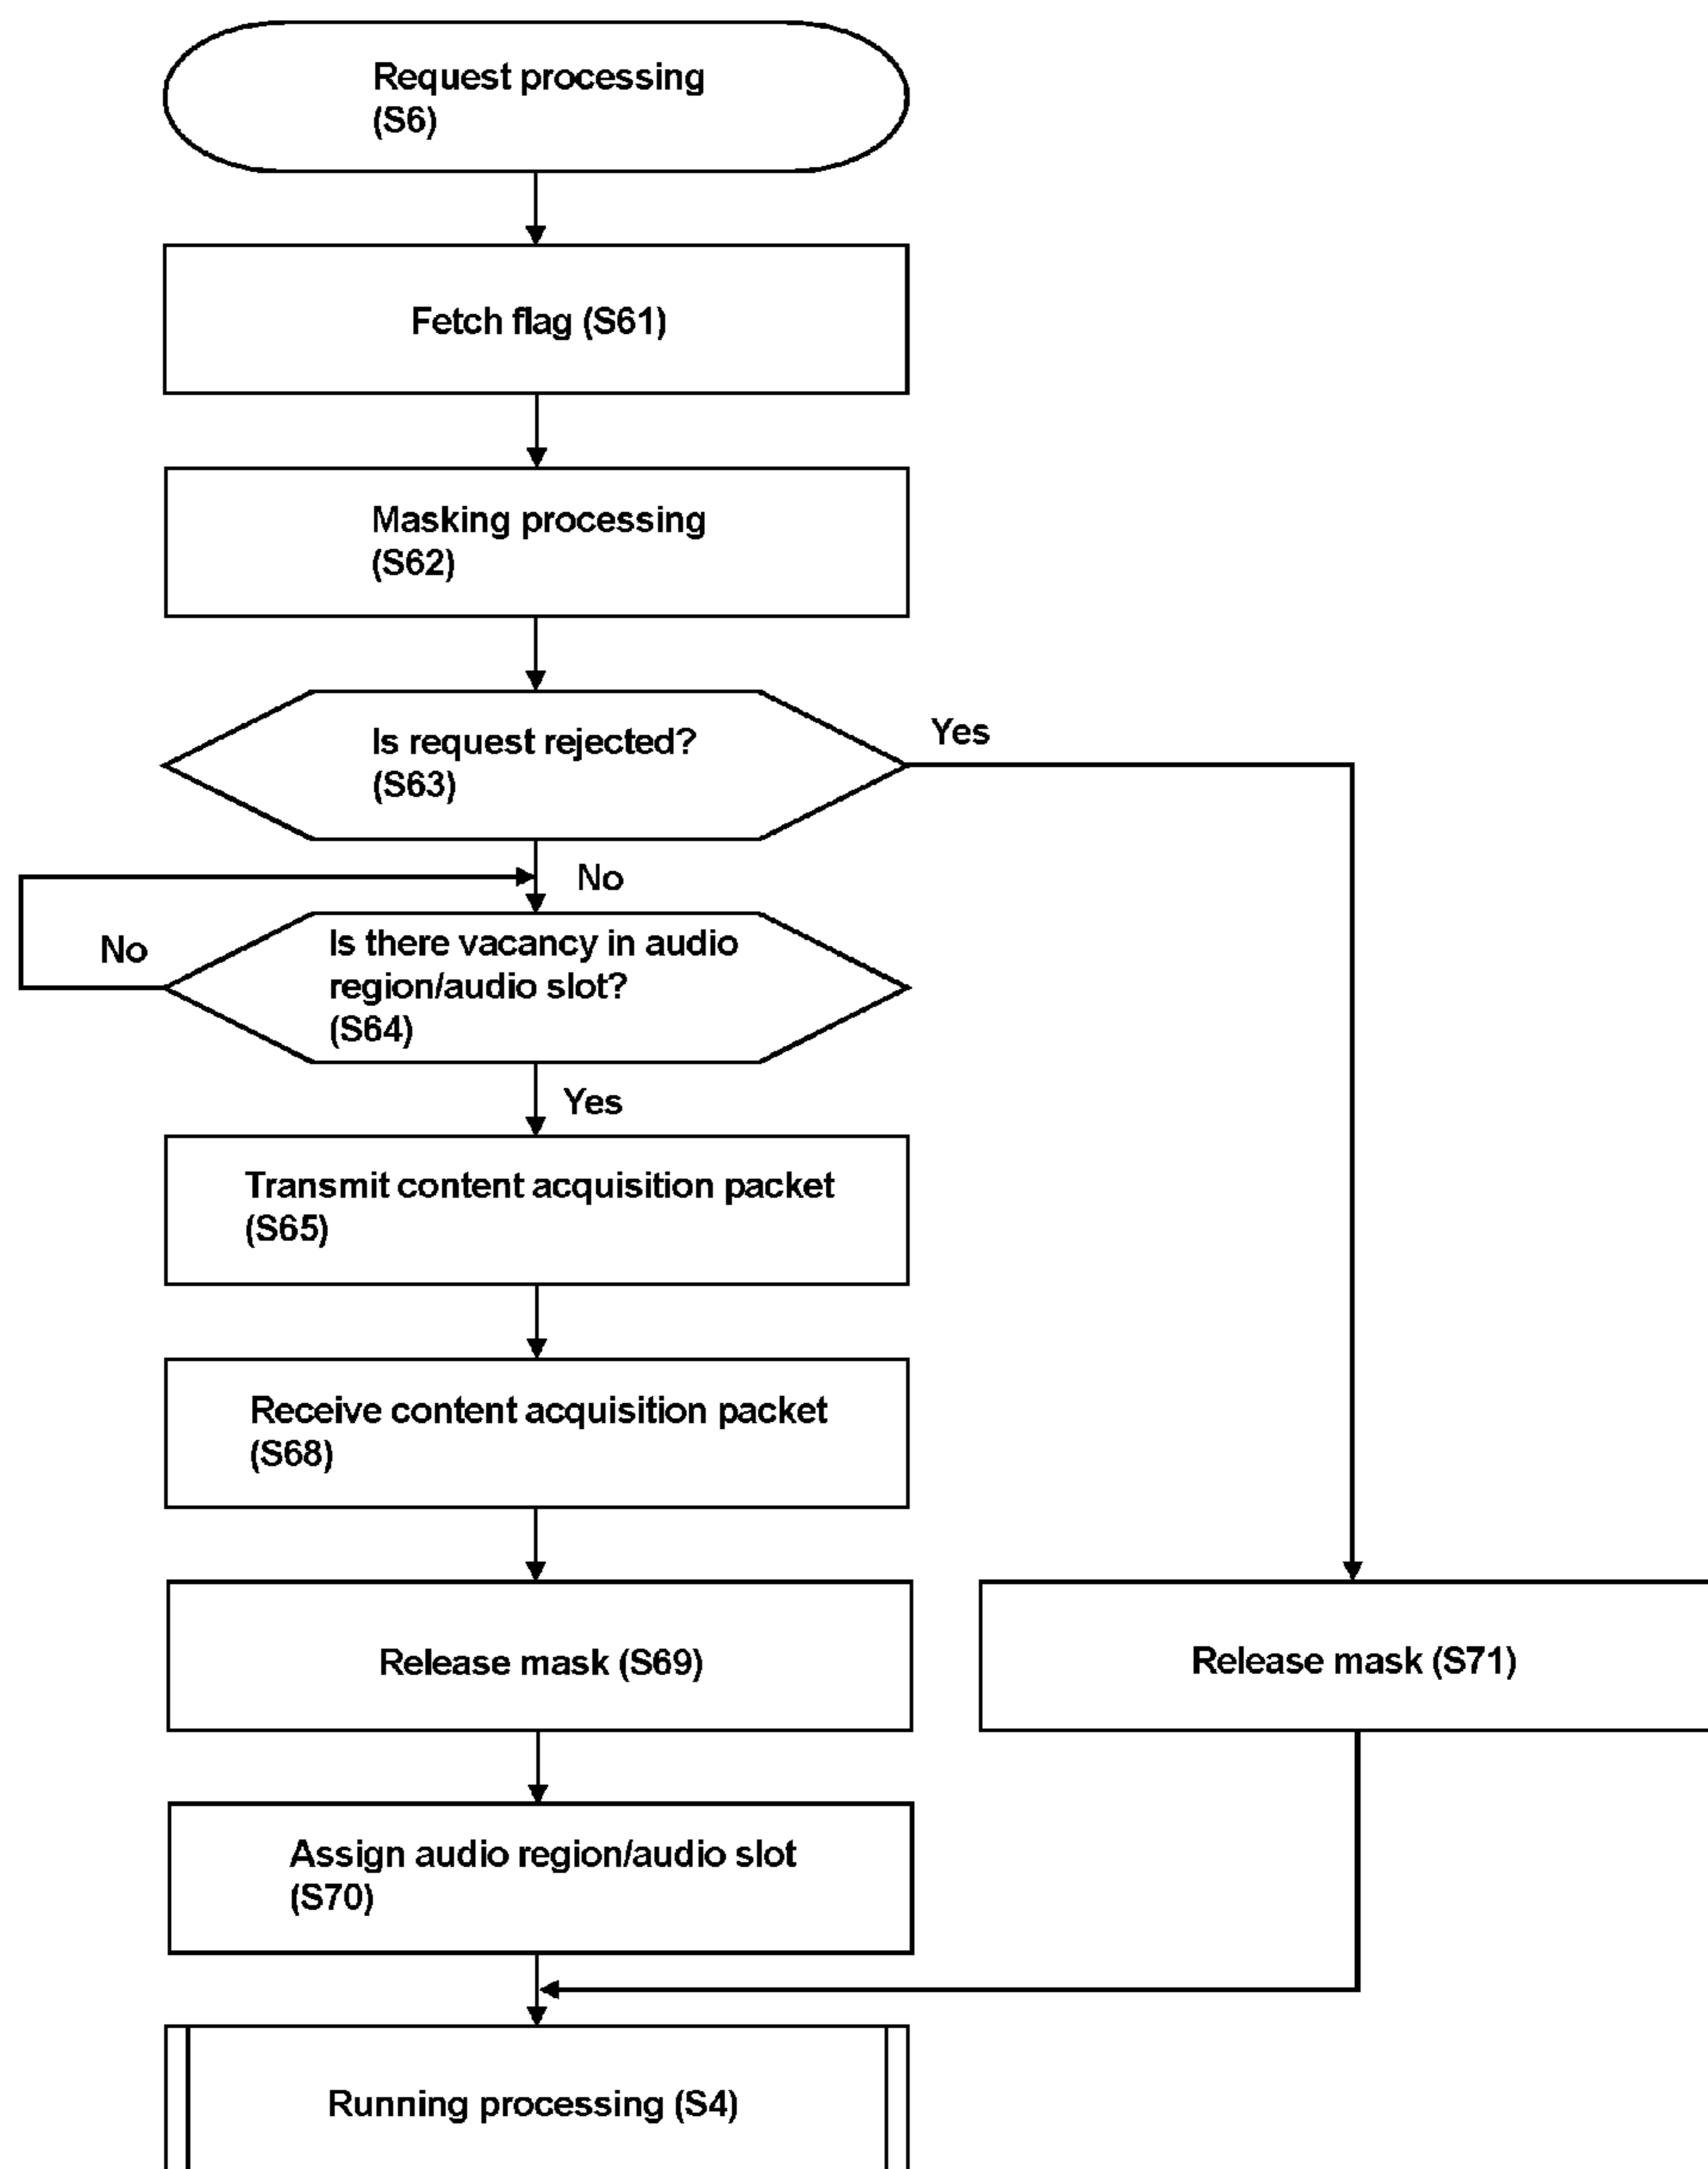 Request processing
(S6)
Fetch flag (S61)
Masking processing
(S62)
Is request rejected?
(S63)
Yes
No
No
Is there vacancy in audio
region/audio slot?
(S64)
Yes
Transmit content acquisition packet
(S65)
Receive content acquisition packet
(S68)
Release mask (S69)
Release mask (S71)
Assign audio region/audio slot
(S70)
Running processing (S4)